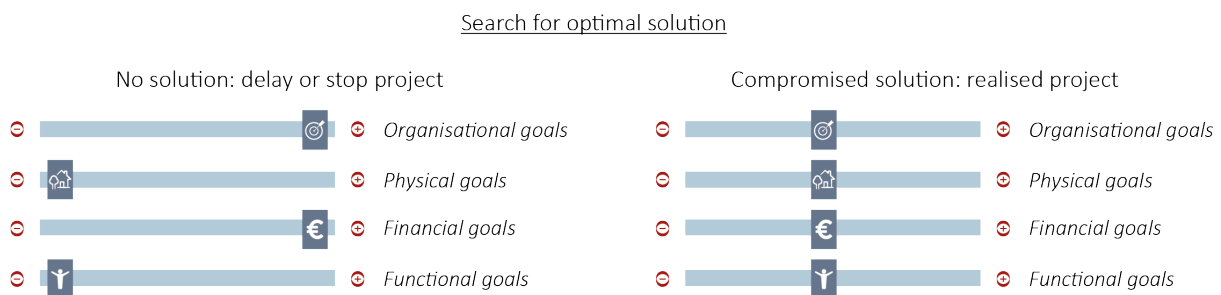 Search for optimal solution
No solution: delay or stop project
Organisational goals
Physical goals
€
Financial goals
Functional goals
Compromised solution: realised project
Organisational goals
Physical goals
€
Financial goals
Functional goals